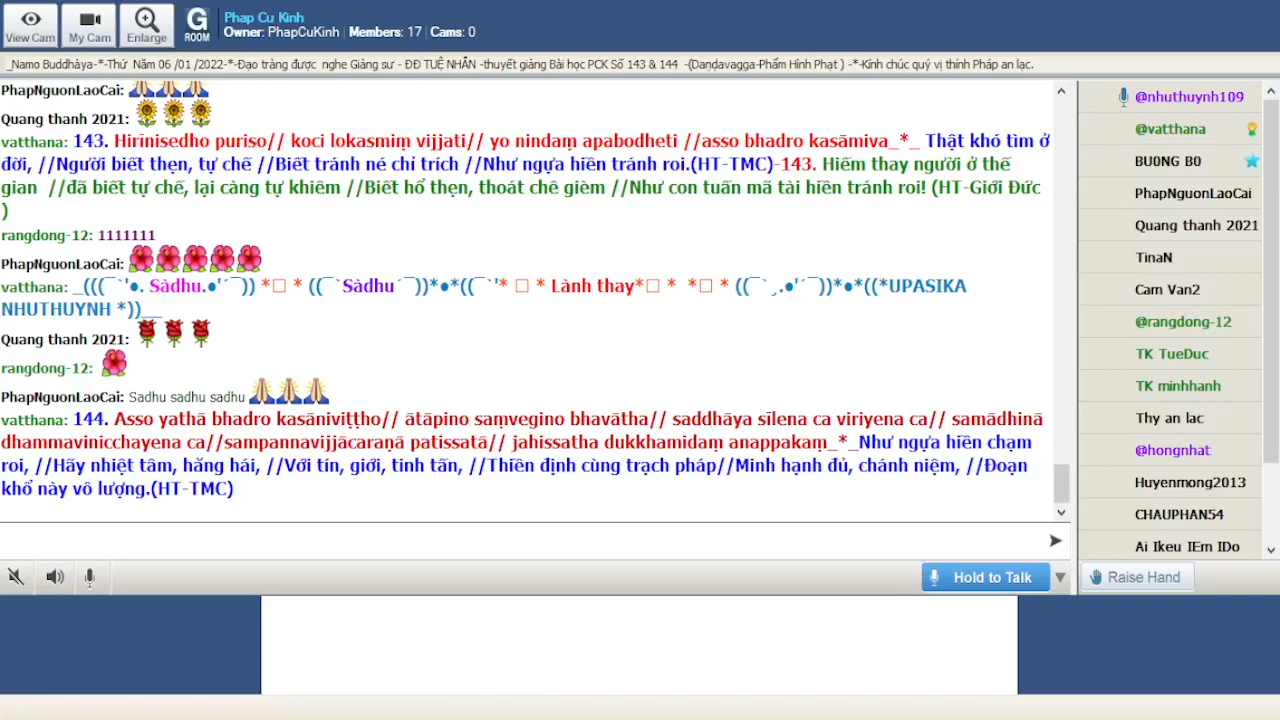 View Cam
My Cam
Enlarge
G
ROOM
Phap Cu Kinh
Owner: PhapCuKinh | Members: 17 | Cams: 0
_Namo Buddhàya-*-Thứ Năm 06 /01 /2022-*-Đạo tràng được nghe Giảng sư - ĐĐ TUỆ NHẪN -thuyết giảng Bài học PCK Số 143 & 144 -(Daṇḍavagga-Phẩm Hình Phạt ) -*-Kính chúc quý vị thính Pháp an lạc.
PhapNguonLaoCai:
Quang thanh 2021:
vatthana: 143. Hirīnisedho puriso// koci lokasmiṃ vijjati// yo nindaṃ apabodheti //asso bhadro kasāmiva_*_ Thật khó tìm ở
đời, //Người biết thẹn, tự chế //Biết tránh né chỉ trích //Như ngựa hiền tránh roi.(HT-TMC)-143. Hiếm thay người ở thế
gian //đã biết tự chế, lại càng tự khiêm //Biết hổ thẹn, thoát chê gièm //Như con tuấn mã tài hiền tránh roi! (HT-Giới Đức
)
rangdong-12: 1111111
PhapNguonLaoCai:
vatthana: _(((¯`'●. Sàdhu.●'´¯)) *□ * ((¯`Sàdhu´¯))*●*((¯`'* □ * Lành thay*□ * *□ * ((¯`¸.●'´¯))*●*((*UPASIKA
NHUTHUYNH *))__
Quang thanh 2021:
rangdong-12:
PhapNguonLaoCai: Sadhu sadhu sadhu
vatthana: 144. Asso yathā bhadro kasāniviṭṭho// ātāpino saṃvegino bhavātha// saddhāya sīlena ca viriyena ca// samādhinā
dhammavinicchayena ca//sampannavijjācaraṇā patissatā// jahissatha dukkhamidaṃ anappakaṃ_*_Như ngựa hiền chạm
roi, //Hãy nhiệt tâm, hăng hái, //Với tín, giới, tinh tấn, //Thiền định cùng trạch pháp//Minh hạnh đủ, chánh niệm, //Đoạn
khổ này vô lượng.(HT-TMC)
@nhuthuynh109
@vatthana
BU0NG B0
PhapNguonLaoCai
Quang thanh 2021
TinaN
Cam Van2
@rangdong-12
TK TueDuc
TK minhhanh
Thy an lac
@hongnhat
Huyenmong2013
CHAUPHAN54
Ai Ikeu IEm IDo
Hold to Talk
Raise Hand